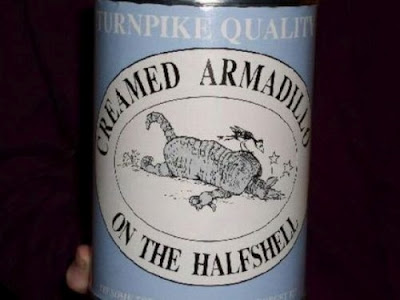 TURNPIKE QUALITY
CREAMED ARMADILLO
ON THE HALFSHELL